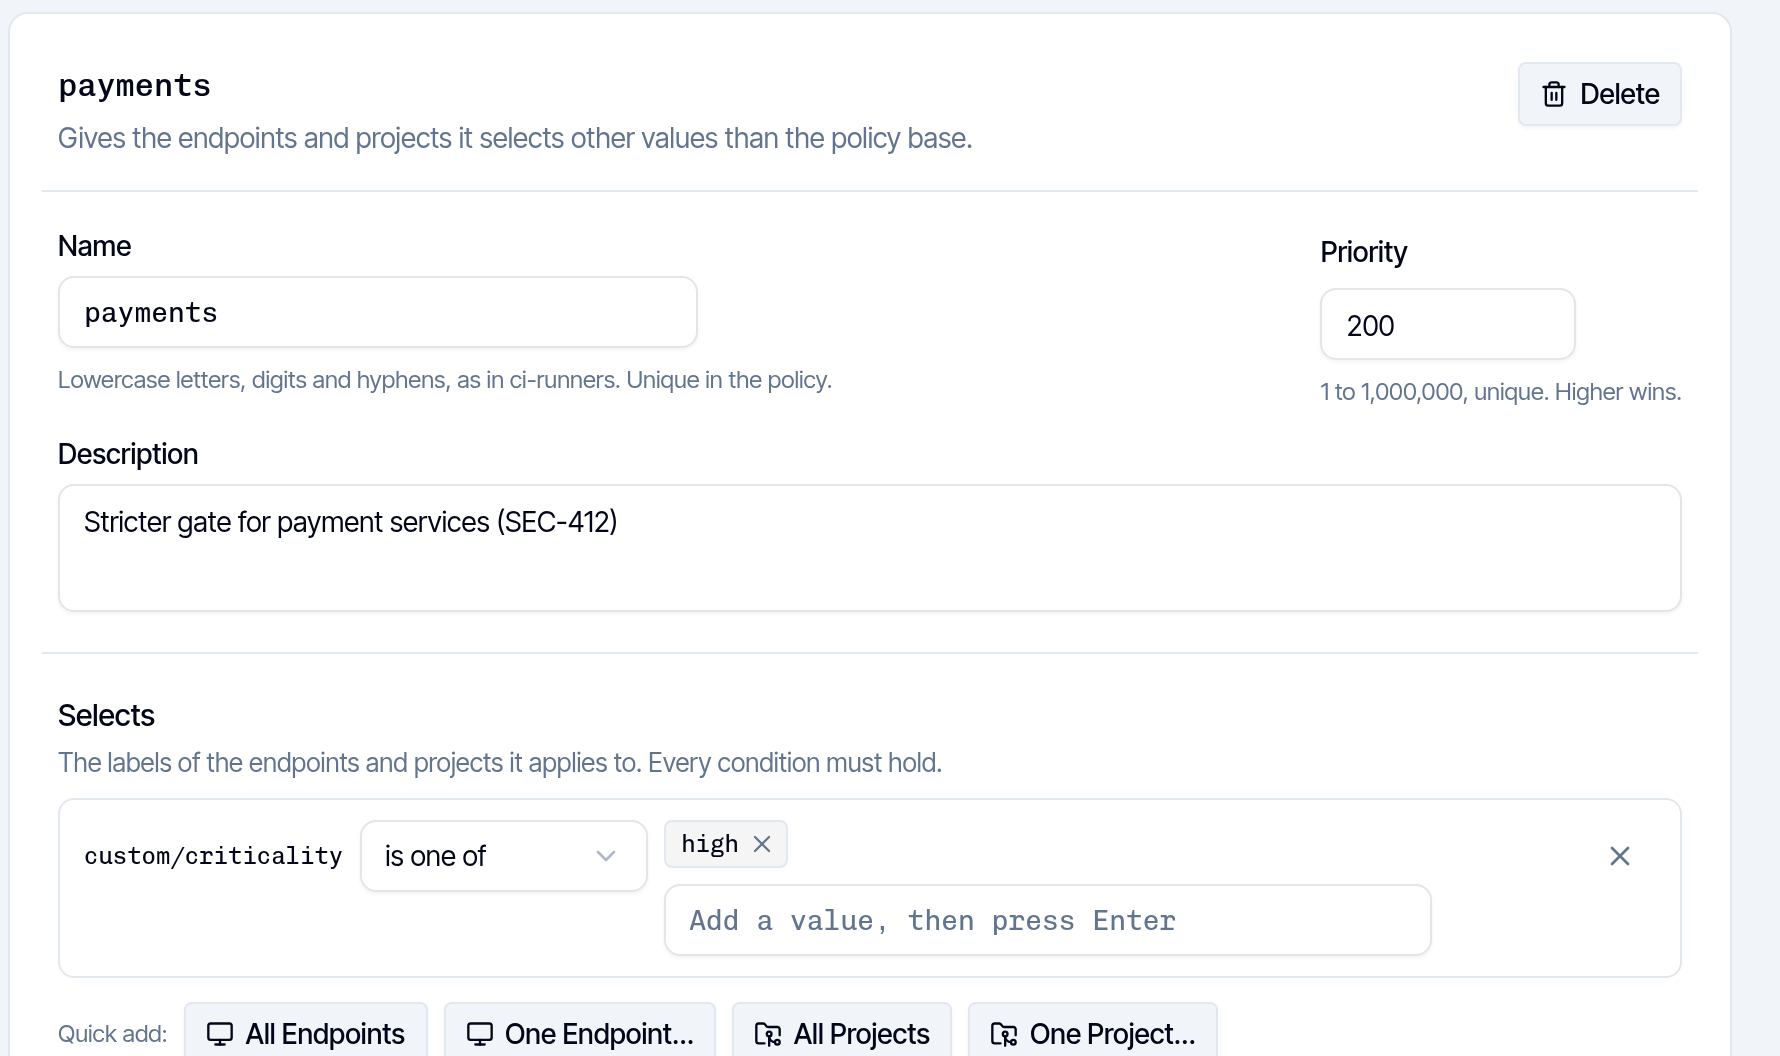 payments
Delete
Gives the endpoints and projects it selects other values than the policy base.
Name
Priority
payments
200
Lowercase letters, digits and hyphens, as in ci-runners. Unique in the policy.
1 to 1,000,000, unique. Higher wins.
Description
Stricter gate for payment services (SEC-412)
Selects
The labels of the endpoints and projects it applies to. Every condition must hold.
custom/criticality is one of high
Add a value, then press Enter
Quick add: All Endpoints One Endpoint... All Projects One Project...